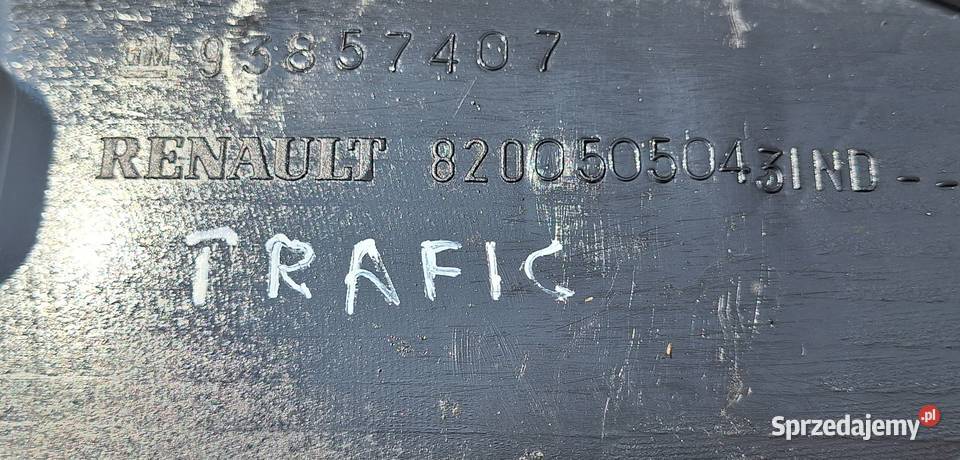 GM 93857407
RENAULT 8200505043IND--
TRAFIC
Sprzedajemy.pl